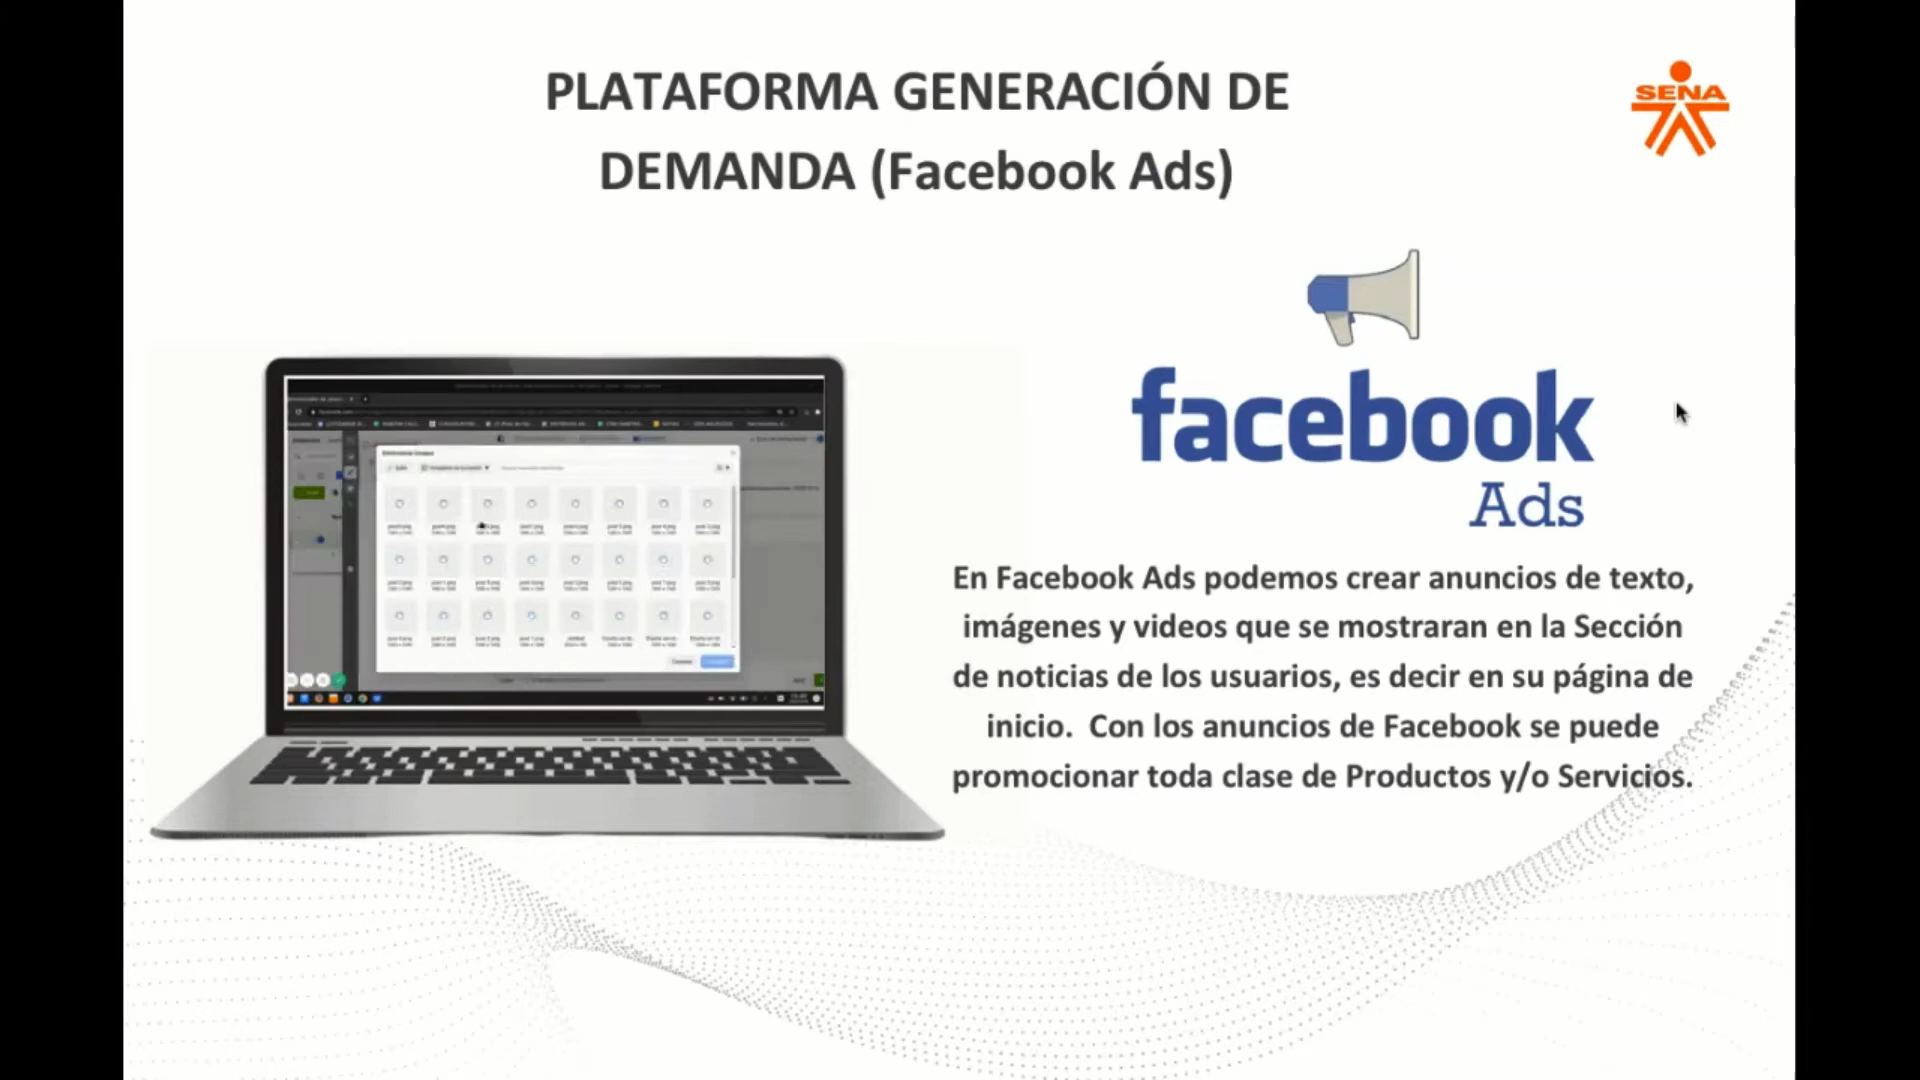 PLATAFORMA GENERACIÓN DE
DEMANDA (Facebook Ads)
SENA
facebook
Ads
En Facebook Ads podemos crear anuncios de texto,
imágenes y videos que se mostraran en la Sección
de noticias de los usuarios, es decir en su página de
inicio.  Con los anuncios de Facebook se puede
promocionar toda clase de Productos y/o Servicios.